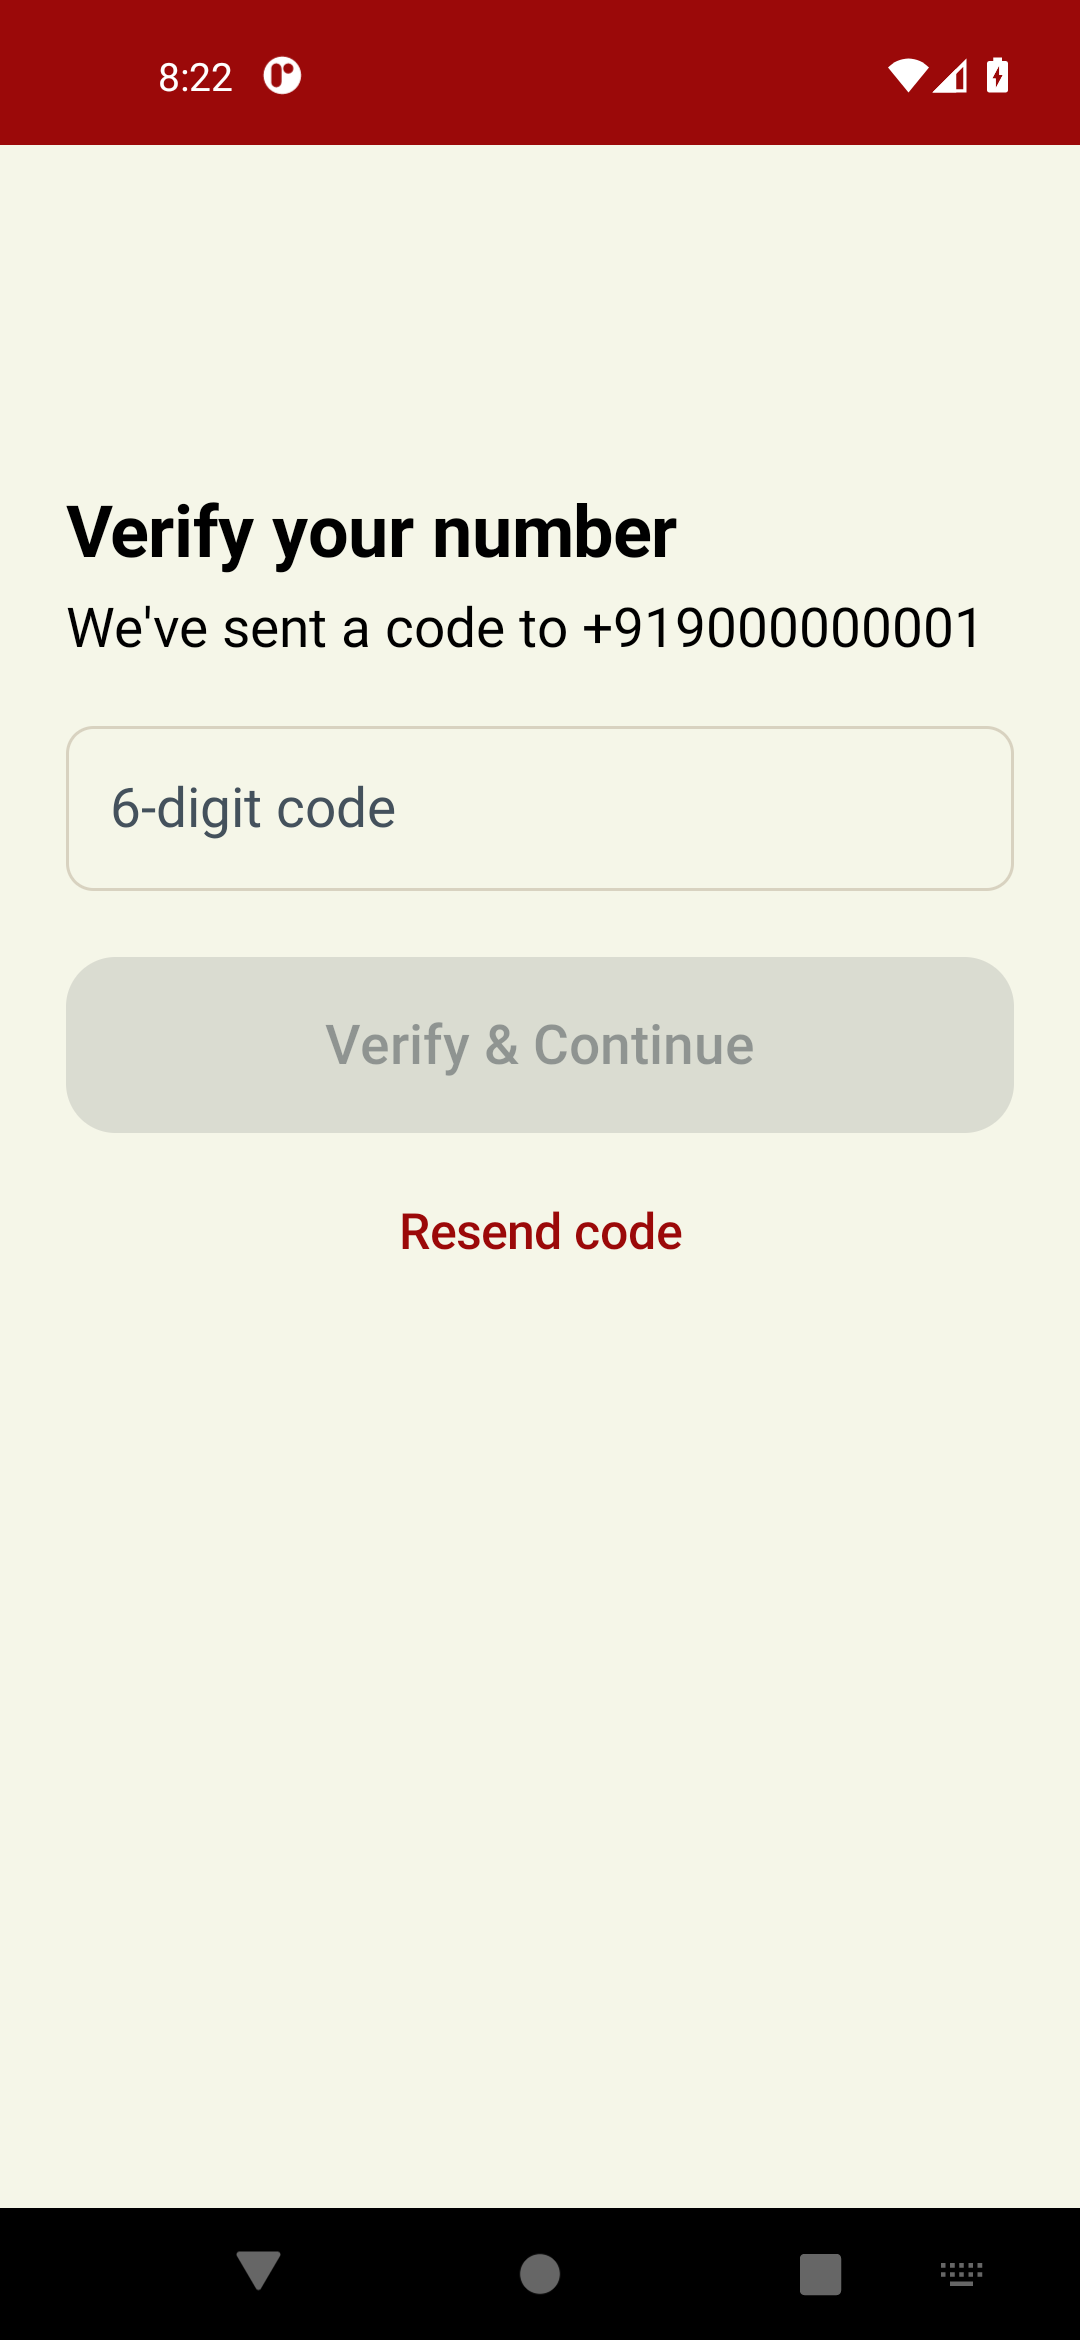 8:22
Verify your number
We've sent a code to +919000000001
6-digit code
Verify & Continue
Resend code